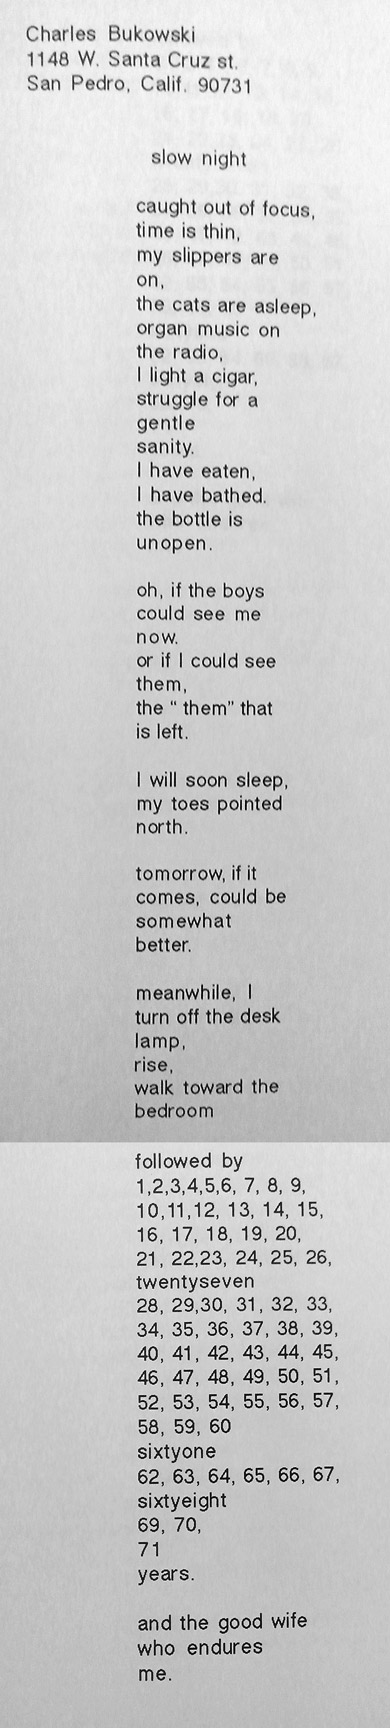 Charles Bukowski
1148 W. Santa Cruz st.
San Pedro, Calif. 90731
slow night
caught out of focus,
time is thin,
my slippers are
on,
the cats are asleep,
organ music on
the radio,
I light a cigar,
struggle for a
gentle
sanity.
I have eaten,
I have bathed.
the bottle is
unopen.
oh, if the boys
could see me
now.
or if I could see
them,
the “ them” that
is left.
I will soon sleep,
my toes pointed
north.
tomorrow, if it
comes, could be
somewhat
better.
meanwhile, I
turn off the desk
lamp,
rise,
walk toward the
bedroom
followed by
1,2,3,4,5,6, 7, 8, 9,
10,11,12, 13, 14, 15,
16, 17, 18, 19, 20,
21, 22,23, 24, 25, 26,
twentyseven
28, 29,30, 31, 32, 33,
34, 35, 36, 37, 38, 39,
40, 41, 42, 43, 44, 45,
46, 47, 48, 49, 50, 51,
52, 53, 54, 55, 56, 57,
58, 59, 60
sixtyone
62, 63, 64, 65, 66, 67,
sixtyeight
69, 70,
71
years.
and the good wife
who endures
me.